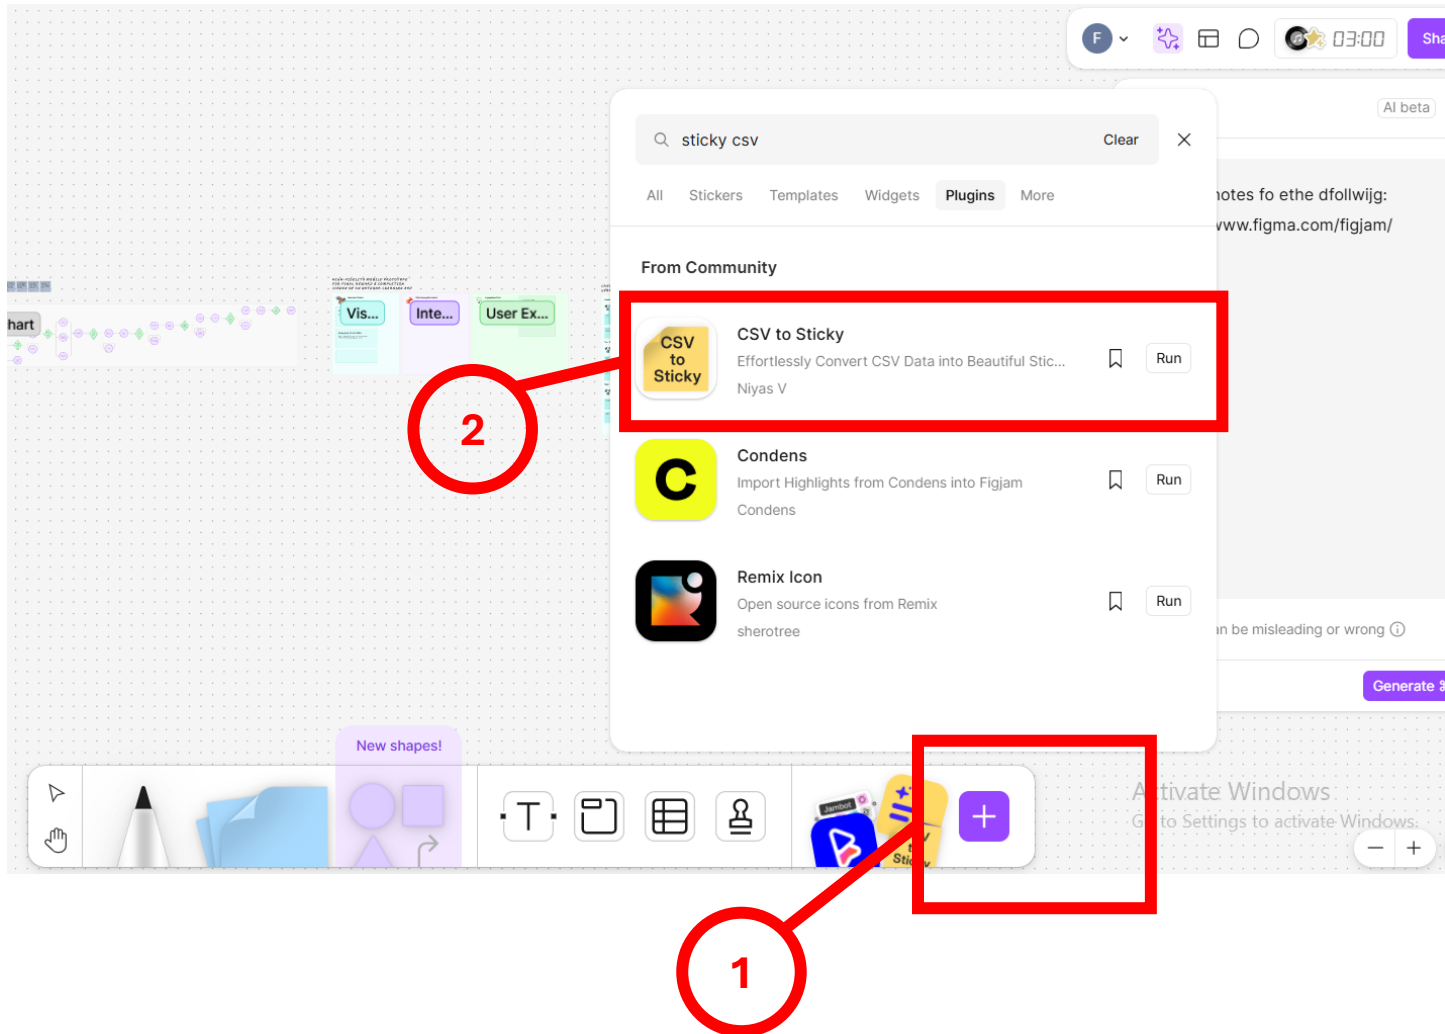 F
03:00
Sha
AI beta
sticky csv
Clear
All Stickers Templates Widgets Plugins More
notes fo ethe dfollwijg:
www.figma.com/figjam/
From Community
hart
Vis...
Inte...
User Ex...
CSV
to
Sticky
CSV to Sticky
Effortlessly Convert CSV Data into Beautiful Stic...
Niyas V
Run
2
C
Condens
Import Highlights from Condens into Figjam
Condens
Run
Remix Icon
Open source icons from Remix
sherotree
Run
an be misleading or wrong
Generate
New shapes!
T
Jambot
Sticky
Activate Windows
Go to Settings to activate Windows.
1